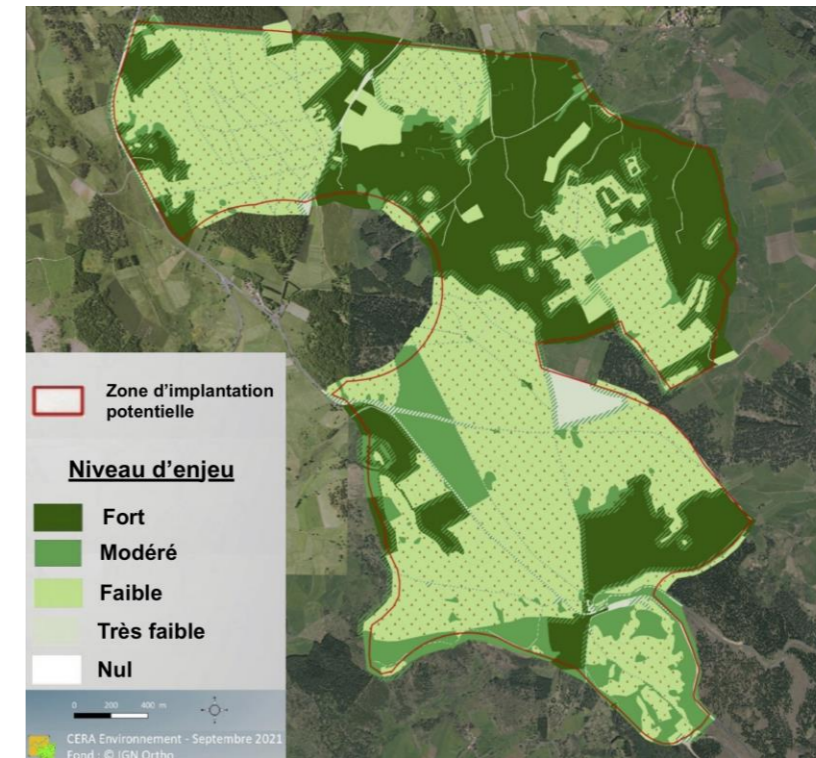 Zone d'implantation
potentielle
Niveau d'enjeu
Fort
Modéré
Faible
Très faible
Nul
0 200 400 m
CERA Environnement - Septembre 2021
Fond : © IGN Ortho